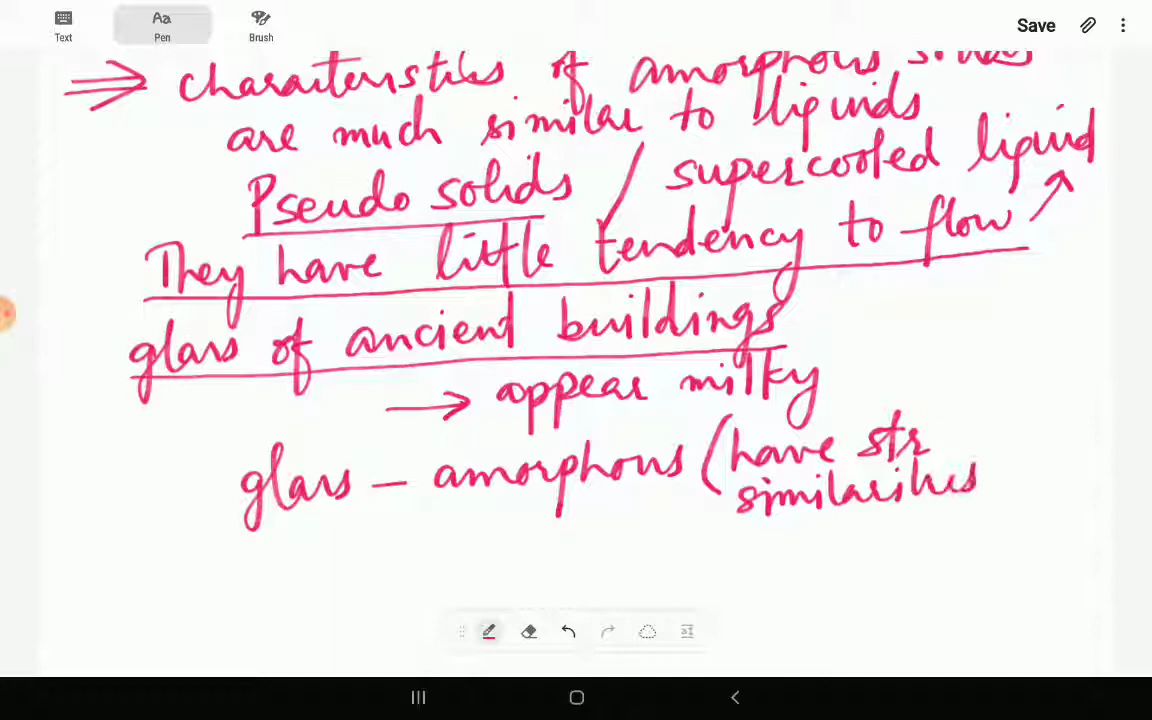 Text
Aa
Pen
Brush
Save
⇒ characteristics of amorphous solids
are much similar to liquids
Pseudo solids / supercooled liquid
They have little tendency to flow ↗
glass of ancient buildings
→ appear milky
glass – amorphous (have str
similarities